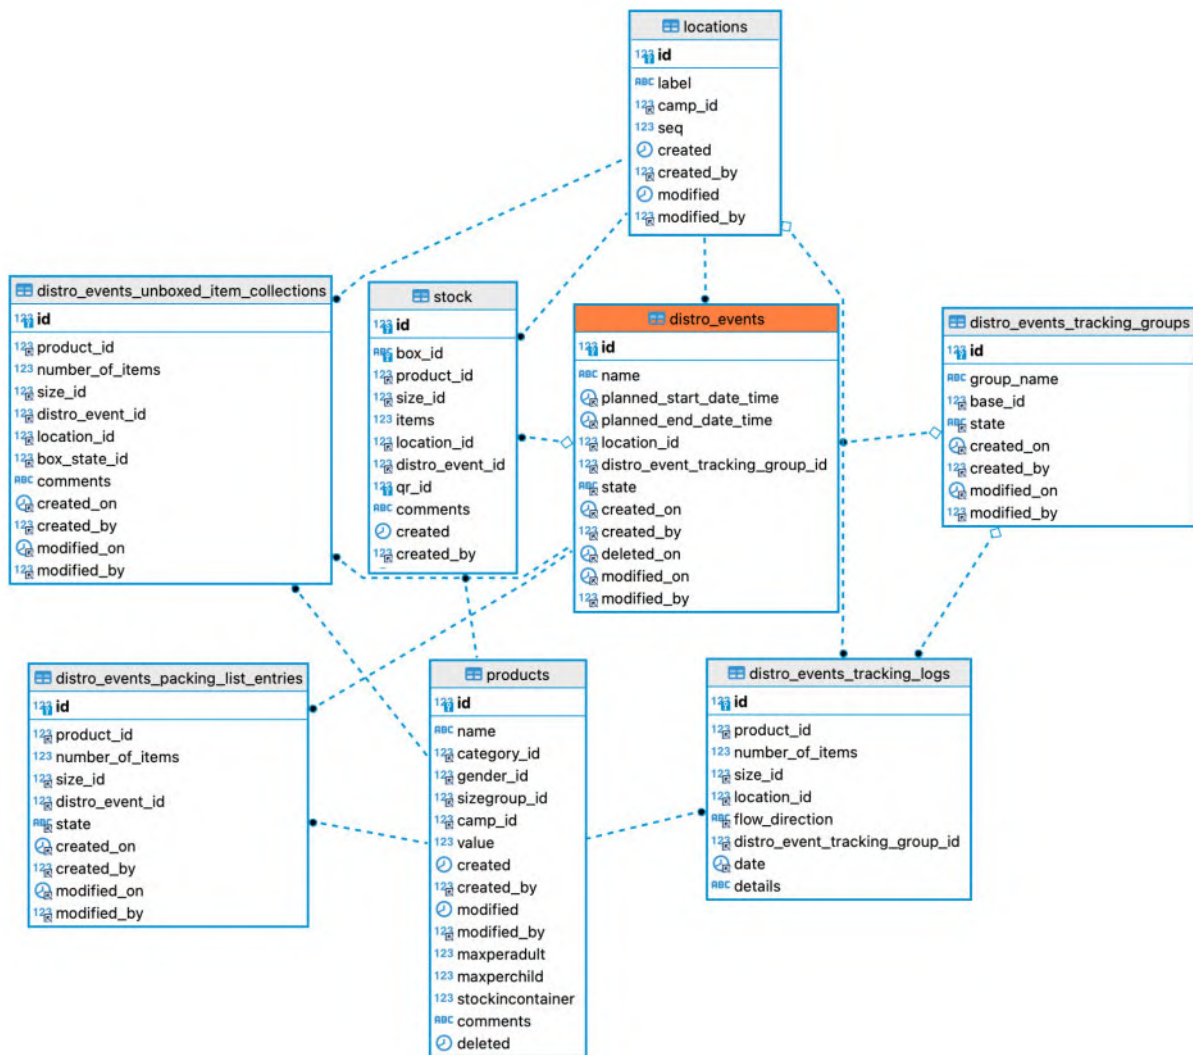 locations
id
label
camp_id
seq
created
created_by
modified
modified_by
distro_events_unboxed_item_collections
id
product_id
number_of_items
size_id
distro_event_id
location_id
box_state_id
comments
created_on
created_by
modified_on
modified_by
stock
id
box_id
product_id
size_id
items
location_id
distro_event_id
qr_id
comments
created
created_by
distro_events
id
name
planned_start_date_time
planned_end_date_time
location_id
distro_event_tracking_group_id
state
created_on
created_by
deleted_on
modified_on
modified_by
distro_events_tracking_groups
id
group_name
base_id
state
created_on
created_by
modified_on
modified_by
distro_events_packing_list_entries
id
product_id
number_of_items
size_id
distro_event_id
state
created_on
created_by
modified_on
modified_by
products
id
name
category_id
gender_id
sizegroup_id
camp_id
value
created
created_by
modified
modified_by
maxperadult
maxperchild
stockincontainer
comments
deleted
distro_events_tracking_logs
id
product_id
number_of_items
size_id
location_id
flow_direction
distro_event_tracking_group_id
date
details